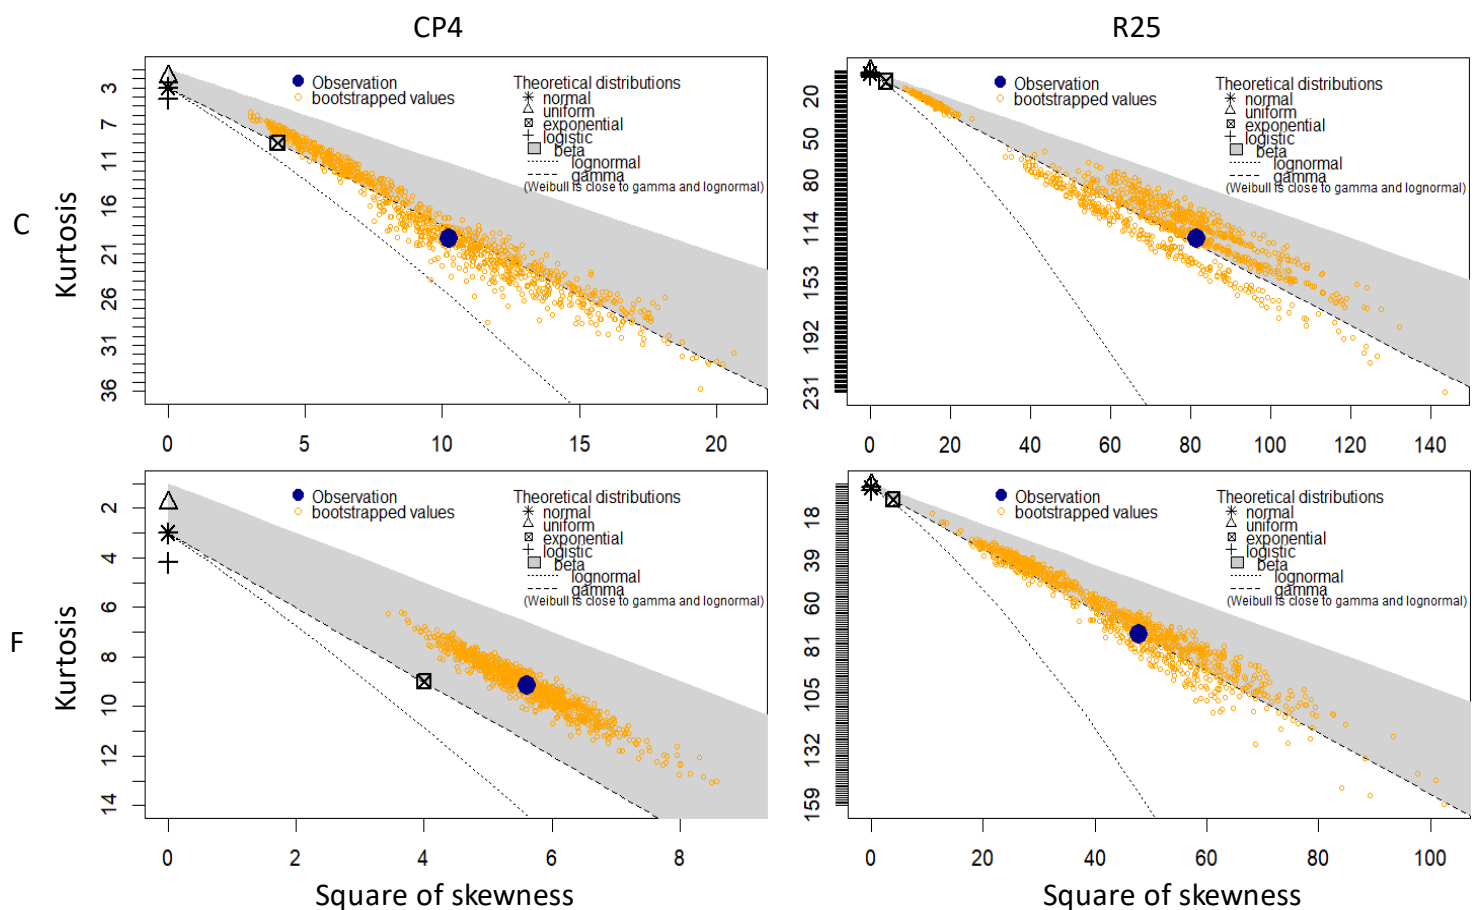 CP4
R25
C
Kurtosis
3
7
11
16
21
26
31
36
Observation
bootstrapped values
Theoretical distributions
normal
uniform
exponential
logistic
beta
lognormal
gamma
(Weibull is close to gamma and lognormal)
0 5 10 15 20
20
50
80
114
153
192
231
Observation
bootstrapped values
Theoretical distributions
normal
uniform
exponential
logistic
beta
lognormal
gamma
(Weibull is close to gamma and lognormal)
0 20 40 60 80 100 120 140
F
Kurtosis
2
4
6
8
10
12
14
Observation
bootstrapped values
Theoretical distributions
normal
uniform
exponential
logistic
beta
lognormal
gamma
(Weibull is close to gamma and lognormal)
0 2 4 6 8
Square of skewness
18
39
60
81
105
132
159
Observation
bootstrapped values
Theoretical distributions
normal
uniform
exponential
logistic
beta
lognormal
gamma
(Weibull is close to gamma and lognormal)
0 20 40 60 80 100
Square of skewness